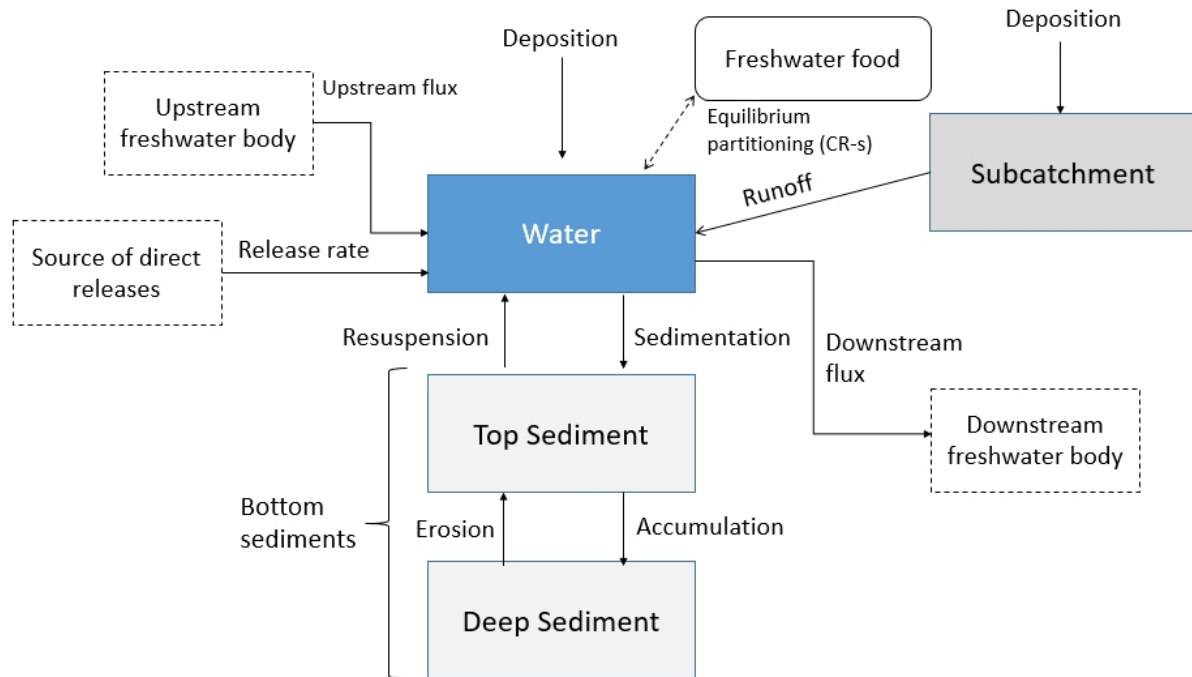 Deposition
Deposition
Freshwater food
Upstream flux
Upstream
freshwater body
Equilibrium
partitioning (CR-s)
Subcatchment
Runoff
Water
Source of direct
releases
Release rate
Resuspension
Sedimentation
Downstream
flux
Top Sediment
Downstream
freshwater body
Bottom
sediments
Erosion
Accumulation
Deep Sediment